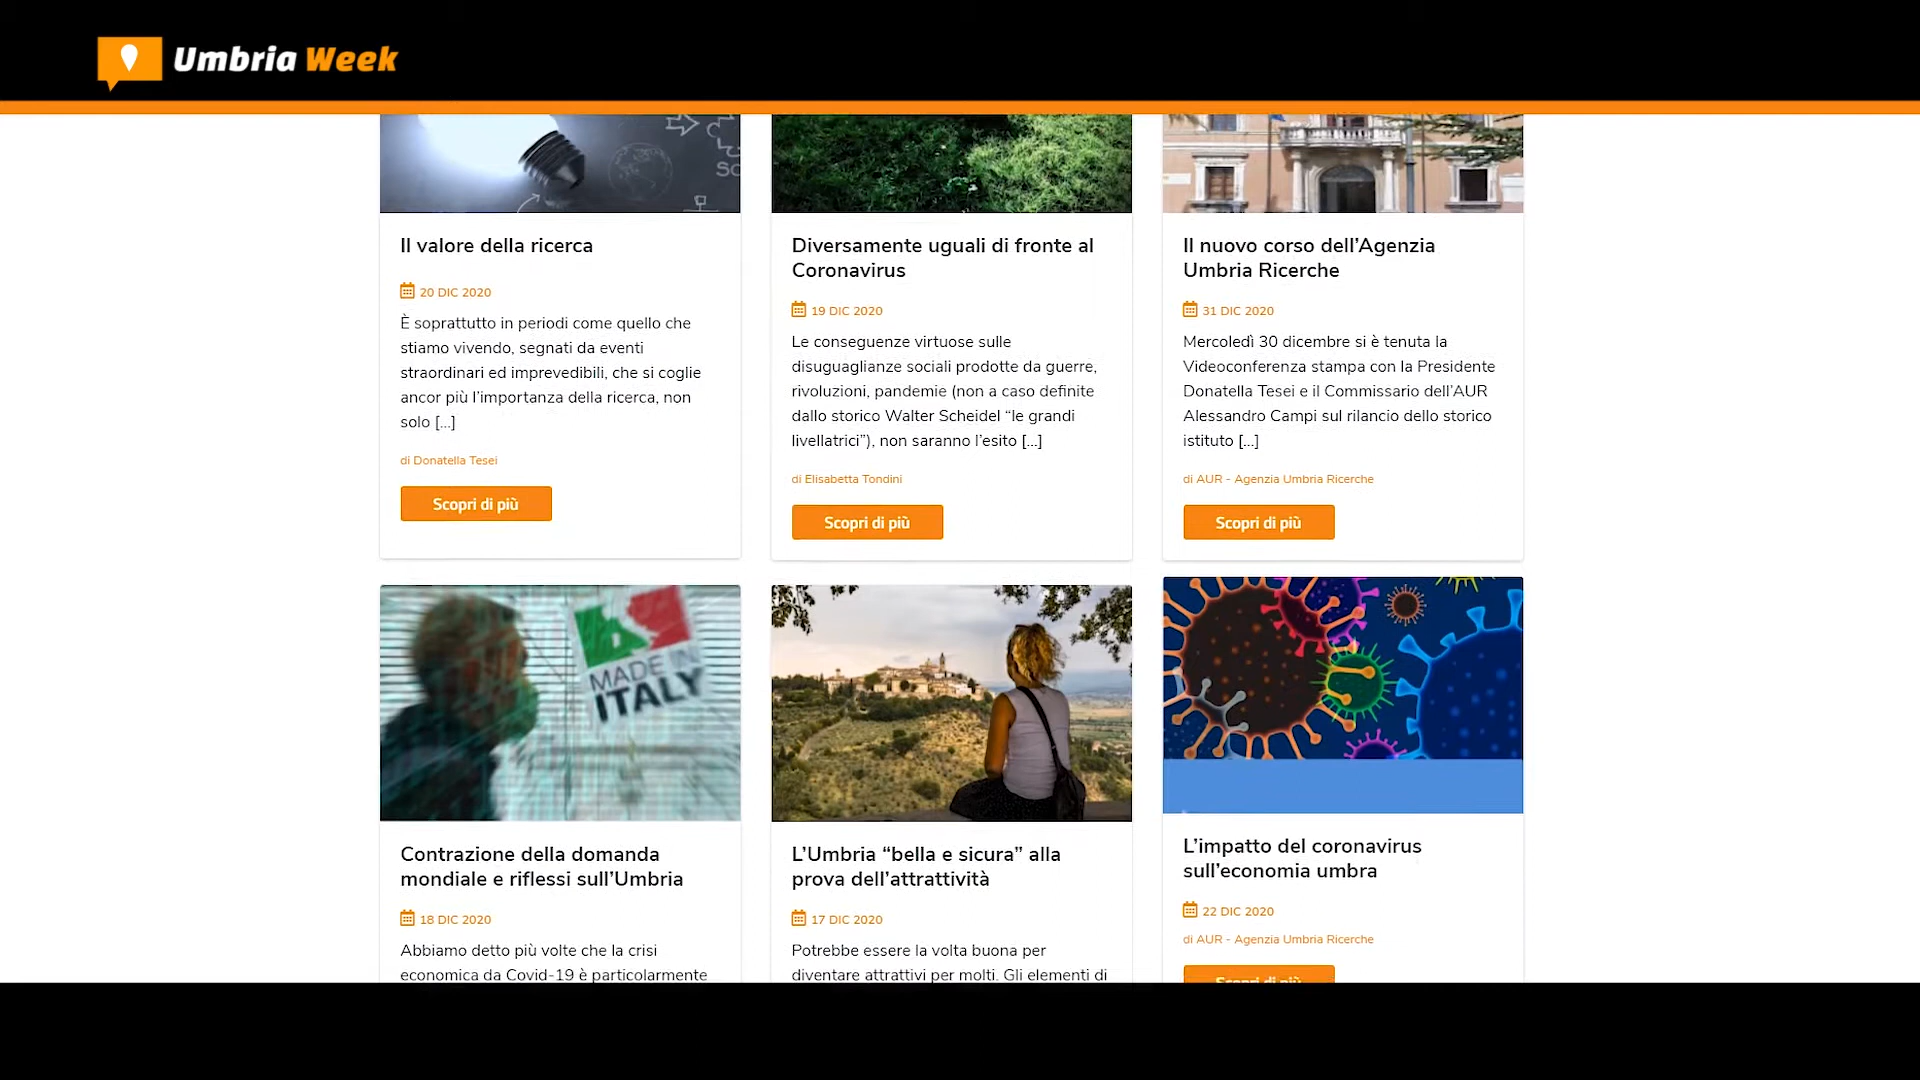 Umbria Week
Il valore della ricerca
20 DIC 2020
È soprattutto in periodi come quello che
stiamo vivendo, segnati da eventi
straordinari ed imprevedibili, che si coglie
ancor più l’importanza della ricerca, non
solo [...]
di Donatella Tesei
Scopri di più
Diversamente uguali di fronte al
Coronavirus
19 DIC 2020
Le conseguenze virtuose sulle
disuguaglianze sociali prodotte da guerre,
rivoluzioni, pandemie (non a caso definite
dallo storico Walter Scheidel “le grandi
livellatrici”), non saranno l’esito [...]
di Elisabetta Tondini
Scopri di più
Il nuovo corso dell’Agenzia
Umbria Ricerche
31 DIC 2020
Mercoledì 30 dicembre si è tenuta la
Videoconferenza stampa con la Presidente
Donatella Tesei e il Commissario dell’AUR
Alessandro Campi sul rilancio dello storico
istituto [...]
di AUR - Agenzia Umbria Ricerche
Scopri di più
MADE IN
ITALY
Contrazione della domanda
mondiale e riflessi sull’Umbria
18 DIC 2020
Abbiamo detto più volte che la crisi
economica da Covid-19 è particolarmente
L’Umbria “bella e sicura” alla
prova dell’attrattività
17 DIC 2020
Potrebbe essere la volta buona per
diventare attrattivi per molti. Gli elementi di
L’impatto del coronavirus
sull’economia umbra
22 DIC 2020
di AUR - Agenzia Umbria Ricerche
Scopri di più